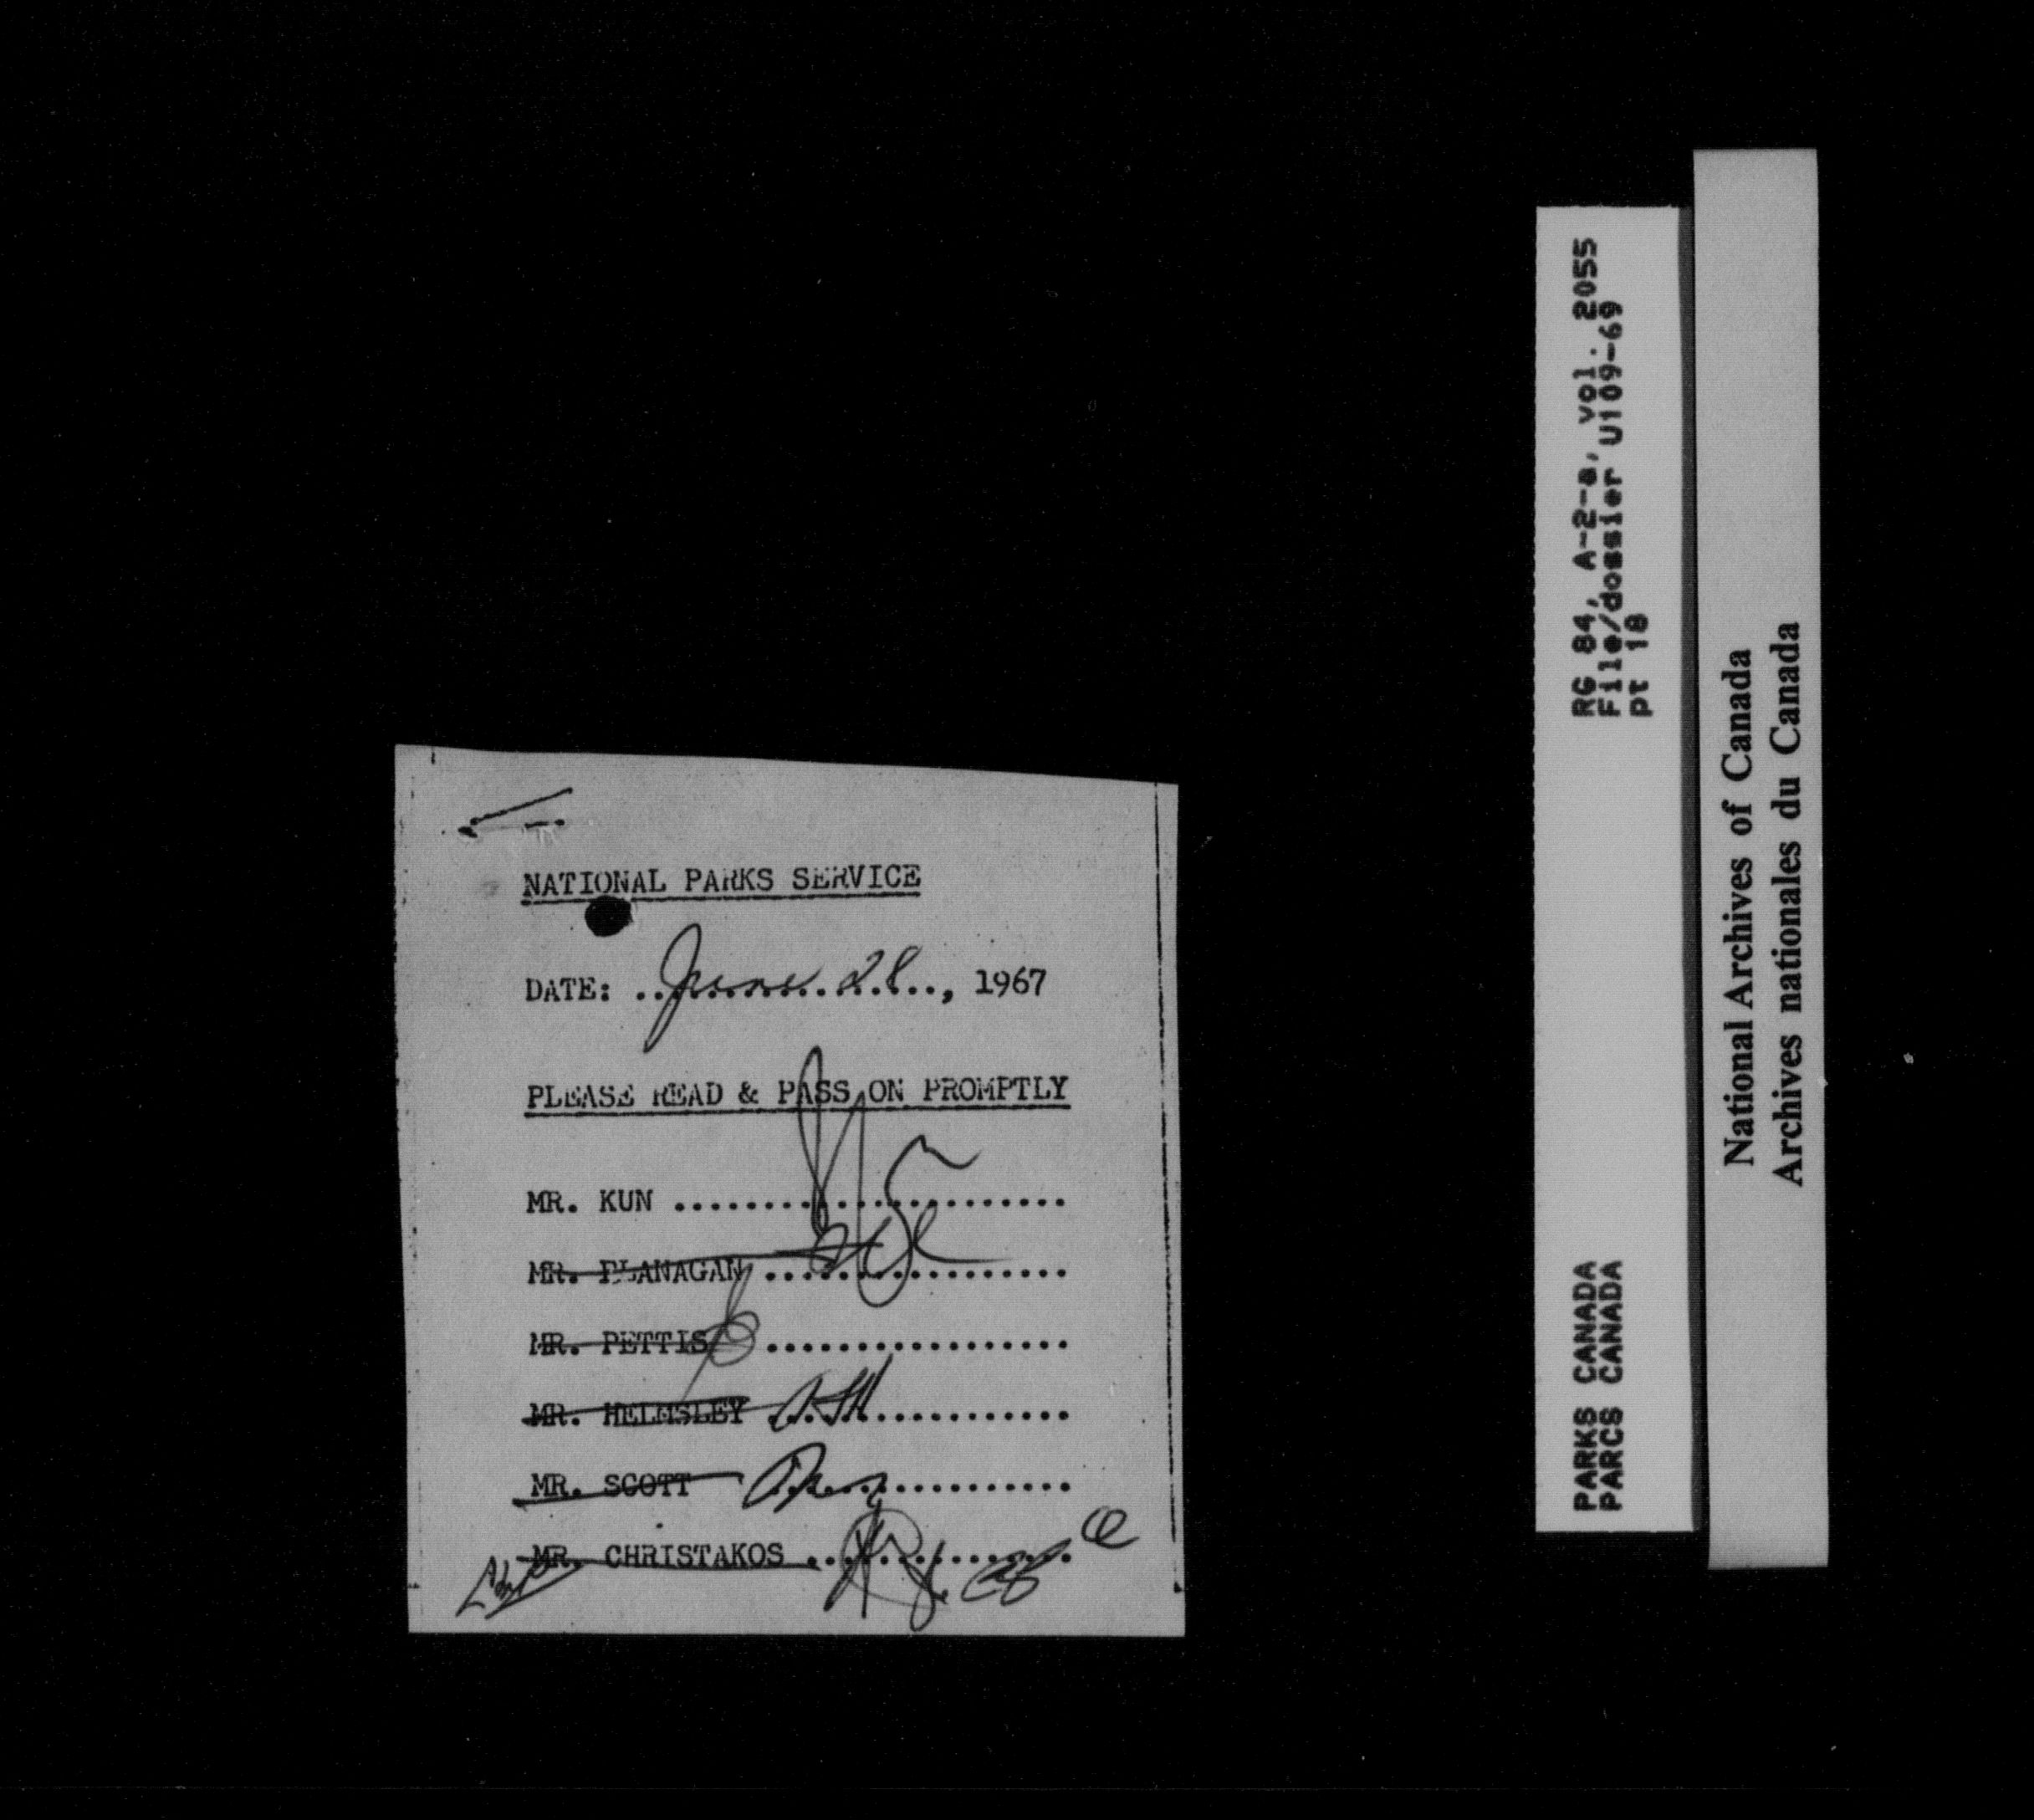 NATIONAL PARKS SERVICE
DATE: ..June 28.., 1967
PLEASE READ & PASS ON PROMPTLY
MR. KUN ......................
MR. FLANAGAN .................
MR. PETTIS .................
MR. HELMSLEY .................
MR. SCOTT ..................
MR. CHRISTAKOS ...............
RG 84, A-2-a, vol. 2055
File/dossier U109-69
pt 18
PARKS CANADA
PARCS CANADA
National Archives of Canada
Archives nationales du Canada